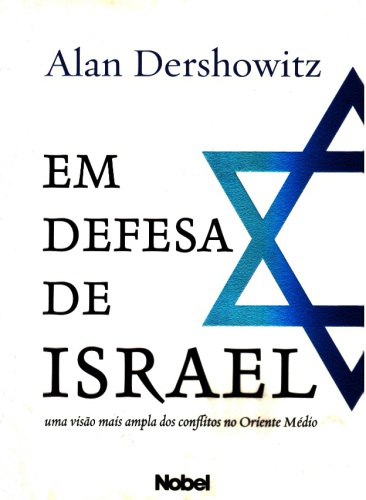 Alan Dershowitz
EM
DEFESA
DE
ISRAEL
uma visão mais ampla dos conflitos no Oriente Médio
Nobel